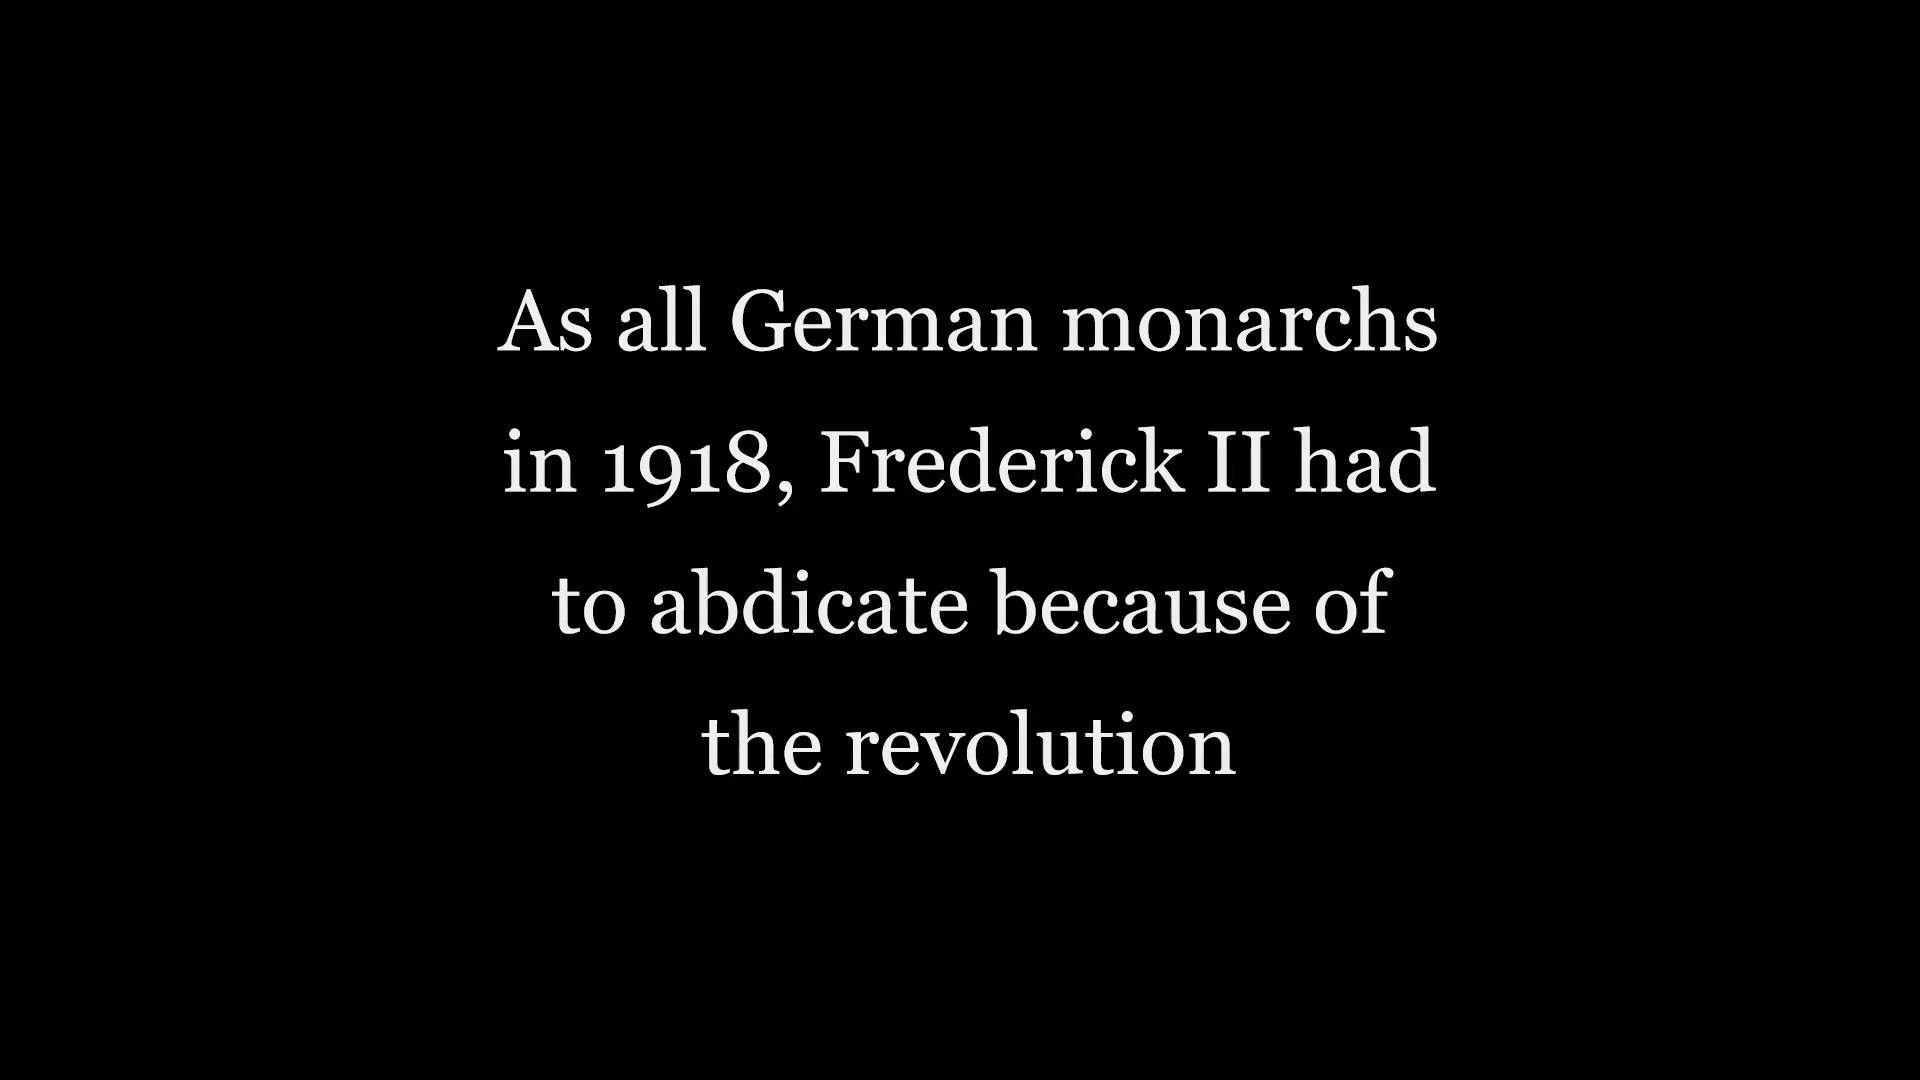 As all German monarchs
in 1918, Frederick II had
to abdicate because of
the revolution